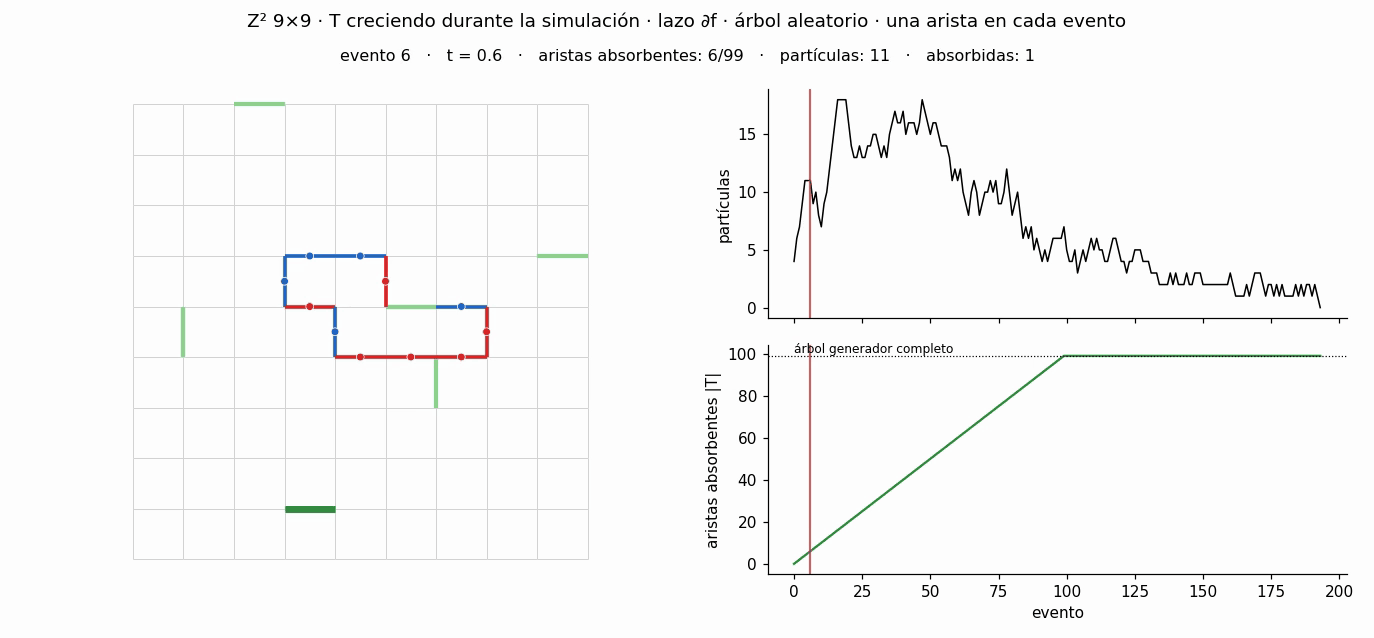 Z² 9×9 · T creciendo durante la simulación · lazo ∂f · árbol aleatorio · una arista en cada evento
evento 6 · t = 0.6 · aristas absorbentes: 6/99 · partículas: 11 · absorbidas: 1
15
10
5
0
partículas
árbol generador completo
100
80
60
40
20
0
aristas absorbentes |T|
0 25 50 75 100 125 150 175 200
evento